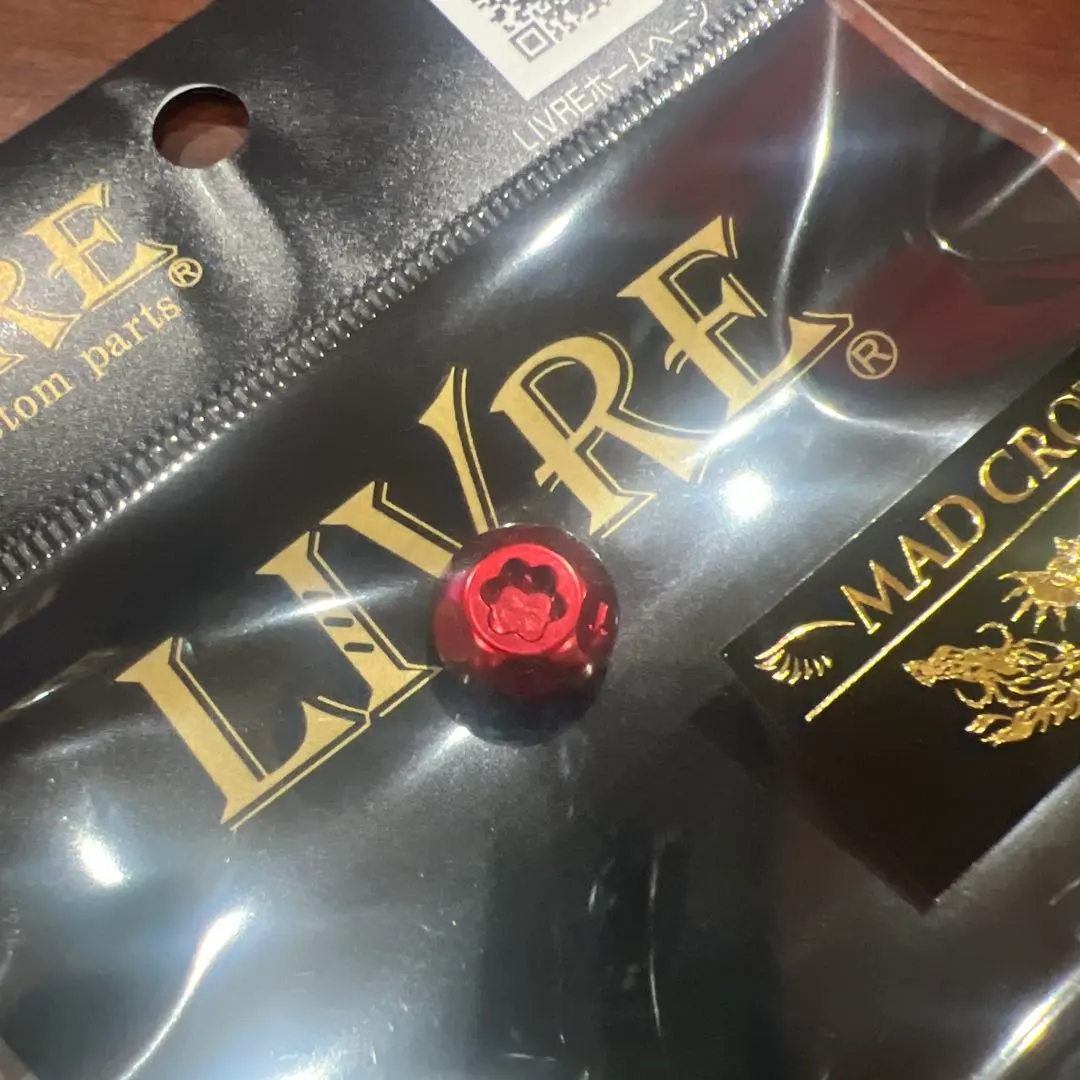 LIVREホームページ
RE®
tom parts
LIVRE®
MAD CRO